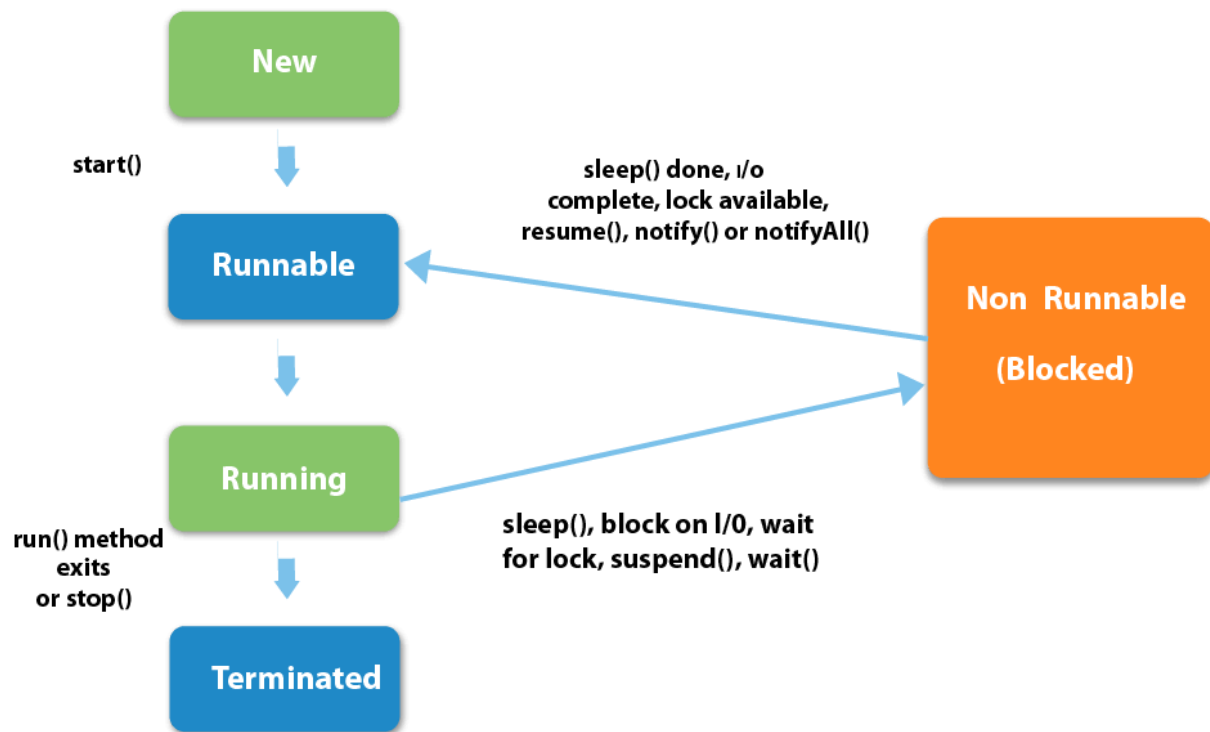 New
start()
sleep() done, ı/o
complete, lock available,
resume(), notify() or notifyAll()
Runnable
Non Runnable
(Blocked)
Running
sleep(), block on l/0, wait
for lock, suspend(), wait()
run() method
exits
or stop()
Terminated